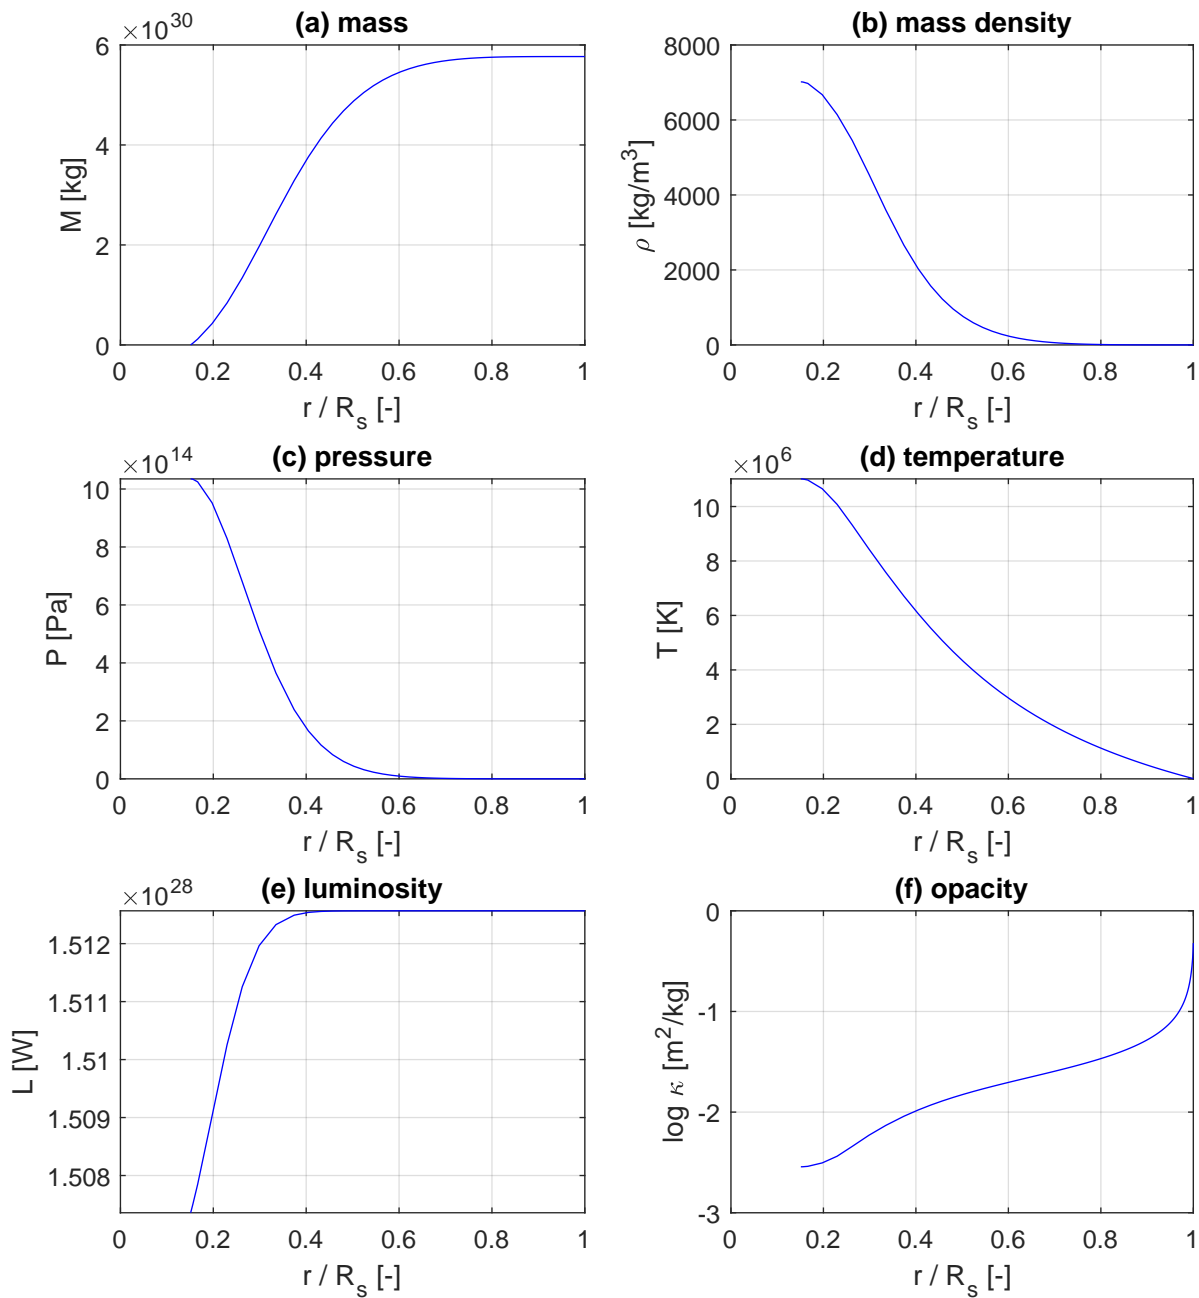 (a) mass
×10^30
M [kg]
6
4
2
0
0 0.2 0.4 0.6 0.8 1
r / R_s [-]
(b) mass density
ρ [kg/m^3]
8000
6000
4000
2000
0
0 0.2 0.4 0.6 0.8 1
r / R_s [-]
(c) pressure
×10^14
P [Pa]
10
8
6
4
2
0
0 0.2 0.4 0.6 0.8 1
r / R_s [-]
(d) temperature
×10^6
T [K]
10
8
6
4
2
0
0 0.2 0.4 0.6 0.8 1
r / R_s [-]
(e) luminosity
×10^28
L [W]
1.512
1.511
1.51
1.509
1.508
0 0.2 0.4 0.6 0.8 1
r / R_s [-]
(f) opacity
log κ [m^2/kg]
0
-1
-2
-3
0 0.2 0.4 0.6 0.8 1
r / R_s [-]